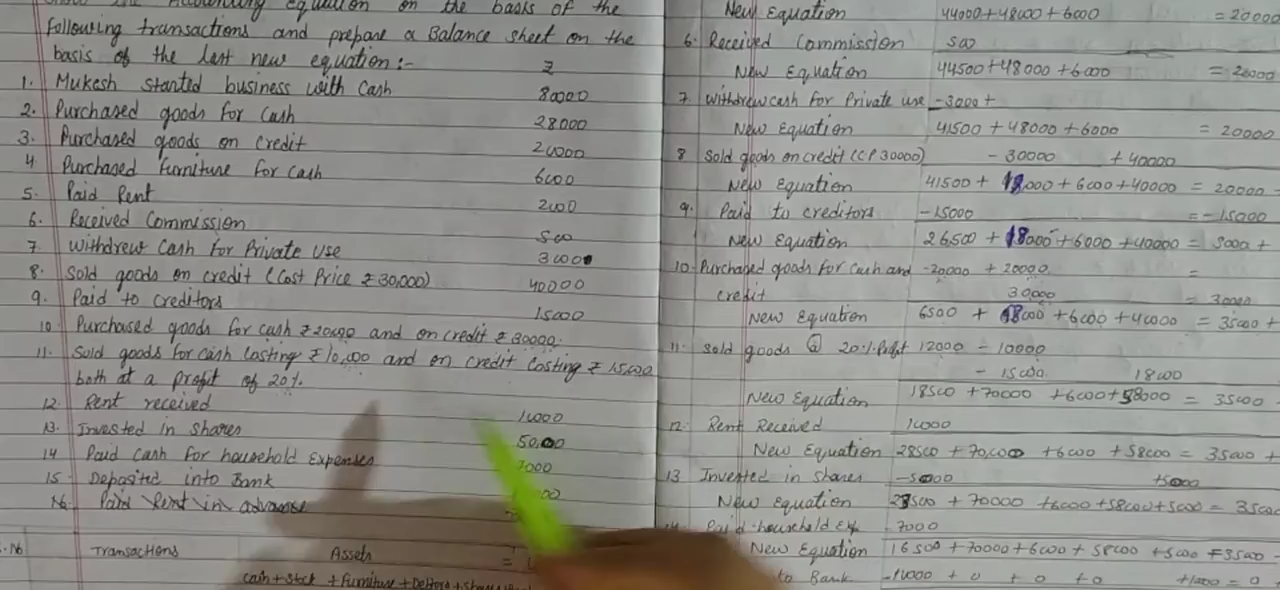 Accounting equation on the basis of the
following transactions and prepare a Balance sheet on the
basis of the last new equation:-
1. Mukesh started business with Cash 80000
2. Purchased goods for Cash 28000
3. Purchased goods on credit 20000
4 Purchased Furniture for cash 6000
5. Paid Rent 2000
6. Received Commission 500
7. Withdrew Cash for Private Use 3000
8. Sold goods on credit (Cost Price ₹30,000) 40000
9. Paid to creditors 15000
10. Purchased goods for cash ₹20000 and on credit ₹30000.
11. Sold goods for cash Costing ₹10,000 and on credit Costing ₹15000
both at a profit of 20%.
12. Rent received 10000
13. Invested in shares
14 Paid cash for household Expenses 7000
15 Deposited into Bank
16. Paid Rent in advance
Transactions Assets =
Cash + Stock + Furniture + Debtors +
New Equation 44000+48000+6000 = 20000
6. Received Commission 500
New Equation 44500+48000+6000 = 20000
7 Withdrew cash for Private use -3000+
New Equation 41500+48000+6000 = 20000
8 Sold goods on credit (CP 30000) -30000 +40000
New Equation 41500+18000+6000+40000 = 20000
9. Paid to creditors -15000 = -15000
New Equation 26500+18000+6000+40000 = 5000+
10. Purchased goods for cash and -20000 + 20000 =
credit 30000 = 30000
New Equation 6500 + 68000+6000+40000 = 35000+
11. Sold goods @ 20% Profit 12000 - 10000
- 15000 18000
New Equation 18500 +70000 +6000+58000 = 35000
12. Rent Received 10000
New Equation 28500 + 70,000 +6000 +58000 = 35000+
13 Invested in shares -5000 +5000
New Equation 23500 + 70000 +6000+58000+5000 = 35000
Paid household Ex 7000
New Equation 16500+70000+6000+58000+5000 = 35000
to Bank -10000 + 0 + 0 +0 = 0